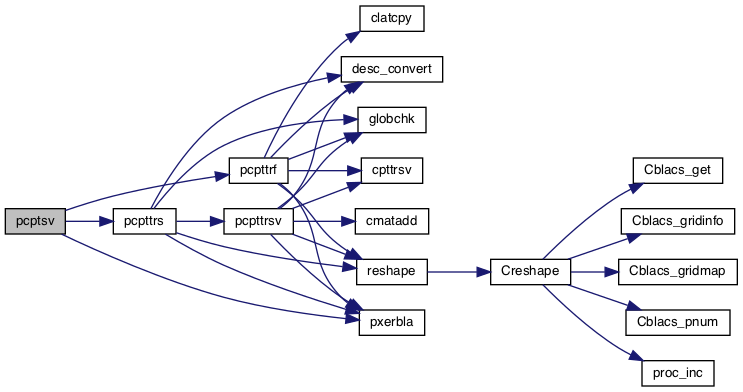 clatcpy
desc_convert
globchk
pcpttrf
cpttrsv
Cblacs_get
pcptsv
pcpttrs
pcpttrsv
cmatadd
Cblacs_gridinfo
reshape
Creshape
Cblacs_gridmap
pxerbla
Cblacs_pnum
proc_inc